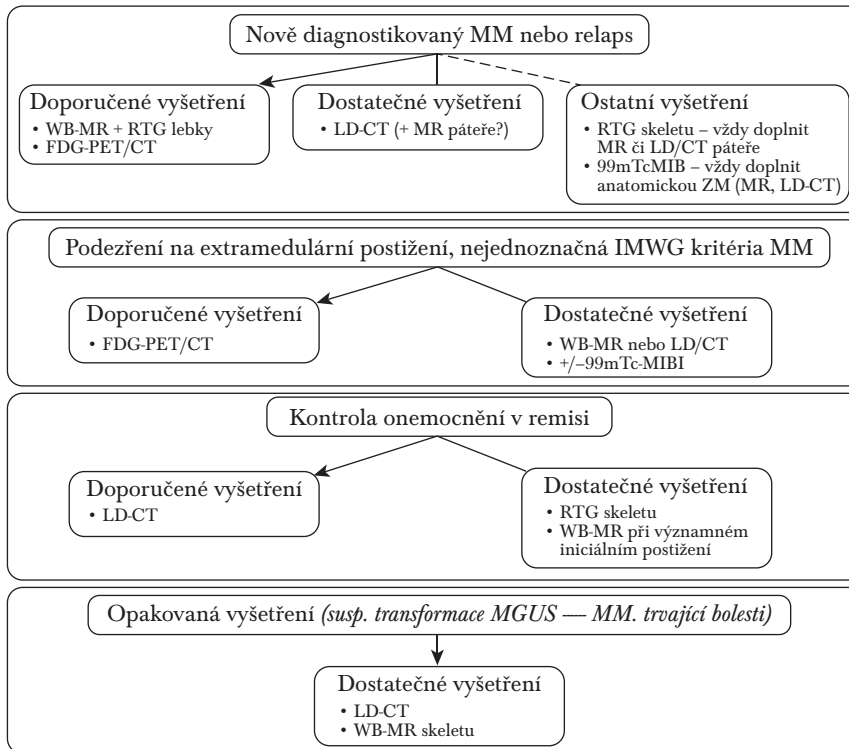 Nově diagnostikovaný MM nebo relaps
Doporučené vyšetření
• WB-MR + RTG lebky
• FDG-PET/CT
Dostatečné vyšetření
• LD-CT (+ MR páteře?)
Ostatní vyšetření
• RTG skeletu – vždy doplnit
MR či LD/CT páteře
• 99mTcMIB – vždy doplnit
anatomickou ZM (MR, LD-CT)
Podezření na extramedulární postižení, nejednoznačná IMWG kritéria MM
Doporučené vyšetření
• FDG-PET/CT
Dostatečné vyšetření
• WB-MR nebo LD/CT
• +/–99mTc-MIBI
Kontrola onemocnění v remisi
Doporučené vyšetření
• LD-CT
Dostatečné vyšetření
• RTG skeletu
• WB-MR při významném
iniciálním postižení
Opakovaná vyšetření (susp. transformace MGUS –– MM. trvající bolesti)
Dostatečné vyšetření
• LD-CT
• WB-MR skeletu